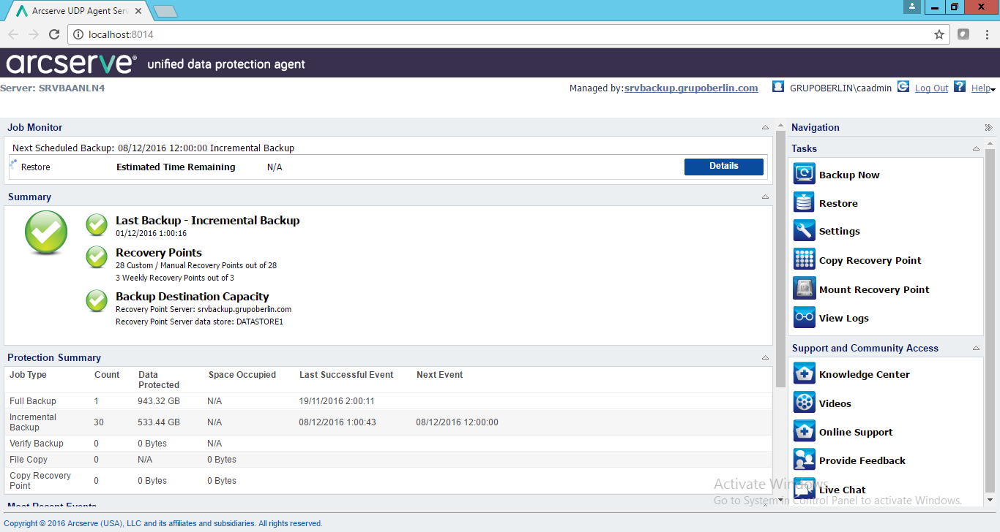 Arcserve UDP Agent Serv
localhost:8014
arcserve® unified data protection agent
Server: SRVBAANLN4
Managed by:srvbackup.grupoberlin.com GRUPOBERLIN\caadmin Log Out Help
Job Monitor
Next Scheduled Backup: 08/12/2016 12:00:00 Incremental Backup
Restore Estimated Time Remaining N/A Details
Summary
Last Backup - Incremental Backup
01/12/2016 1:00:16
Recovery Points
28 Custom / Manual Recovery Points out of 28
3 Weekly Recovery Points out of 3
Backup Destination Capacity
Recovery Point Server: srvbackup.grupoberlin.com
Recovery Point Server data store: DATASTORE1
Protection Summary
Job Type Count Data Protected Space Occupied Last Successful Event Next Event
Full Backup 1 943.32 GB N/A 19/11/2016 2:00:11
Incremental Backup 30 533.44 GB N/A 08/12/2016 1:00:43 08/12/2016 12:00:00
Verify Backup 0 0 Bytes N/A
File Copy 0 N/A 0 Bytes
Copy Recovery Point 0 0 Bytes 0 Bytes
Most Recent Events
Navigation
Tasks
Backup Now
Restore
Settings
Copy Recovery Point
Mount Recovery Point
View Logs
Support and Community Access
Knowledge Center
Videos
Online Support
Provide Feedback
Live Chat
Activate Windows
Go to System in Control Panel to activate Windows.
Copyright © 2016 Arcserve (USA), LLC and its affiliates and subsidiaries. All rights reserved.